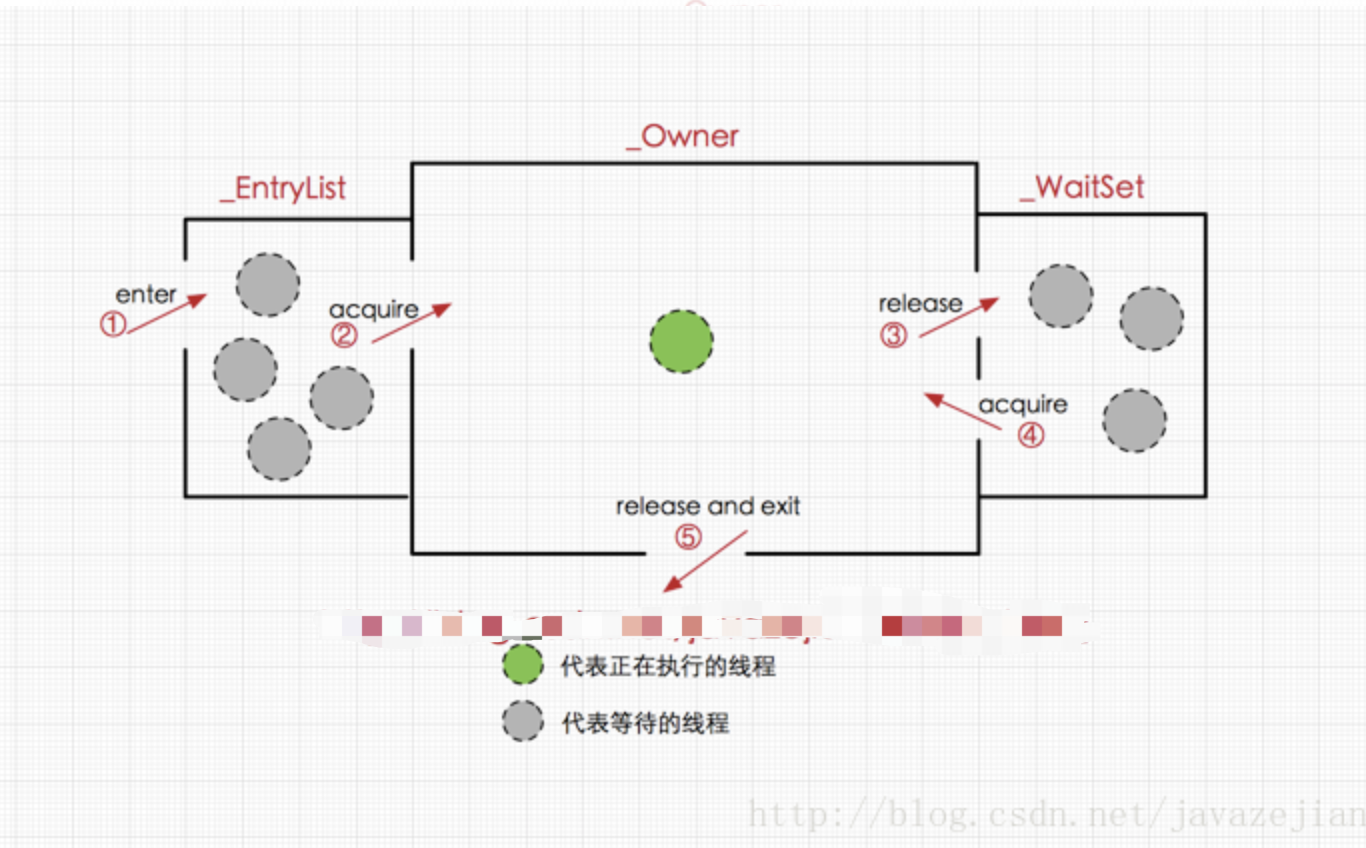 _Owner
_EntryList
_WaitSet
enter
①
acquire
②
release
③
acquire
④
release and exit
⑤
代表正在执行的线程
代表等待的线程
http://blog.csdn.net/javazejian